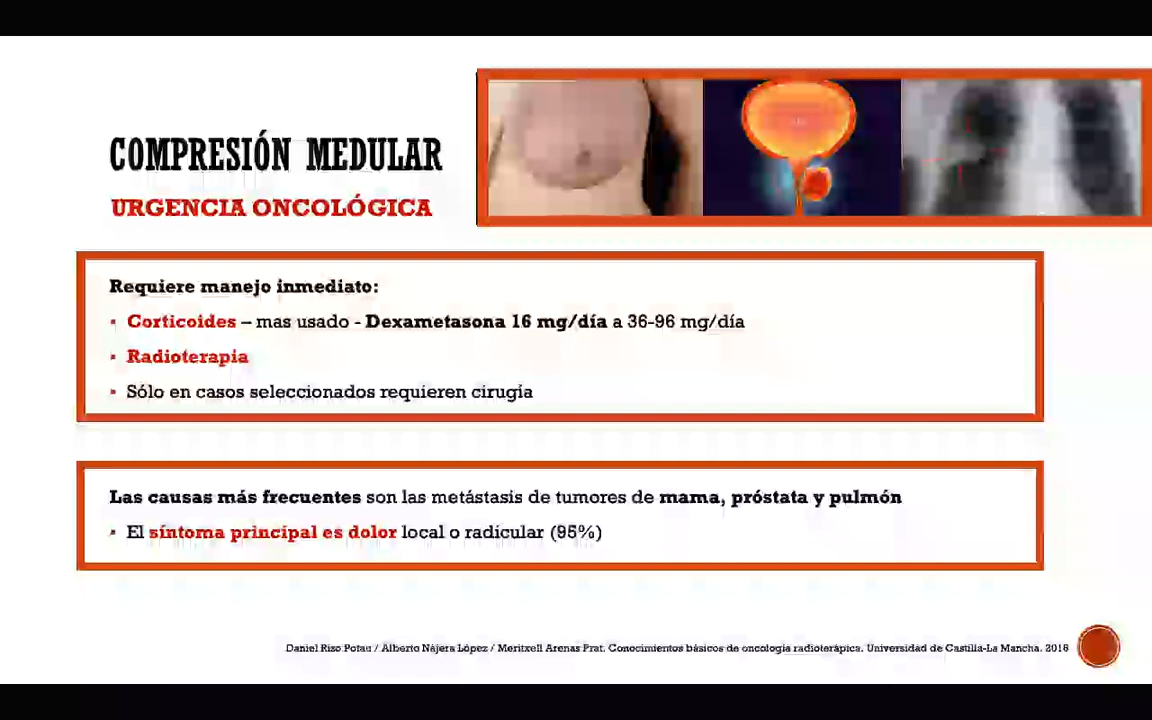 COMPRESIÓN MEDULAR
URGENCIA ONCOLÓGICA
Requiere manejo inmediato:
▪ Corticoides – mas usado - Dexametasona 16 mg/día a 36-96 mg/día
▪ Radioterapia
▪ Sólo en casos seleccionados requieren cirugía
Las causas más frecuentes son las metástasis de tumores de mama, próstata y pulmón
▪ El síntoma principal es dolor local o radicular (95%)
Daniel Rizo Potau / Alberto Nájera López / Meritxell Arenas Prat. Conocimientos básicos de oncología radioterápica. Universidad de Castilla-La Mancha. 2018